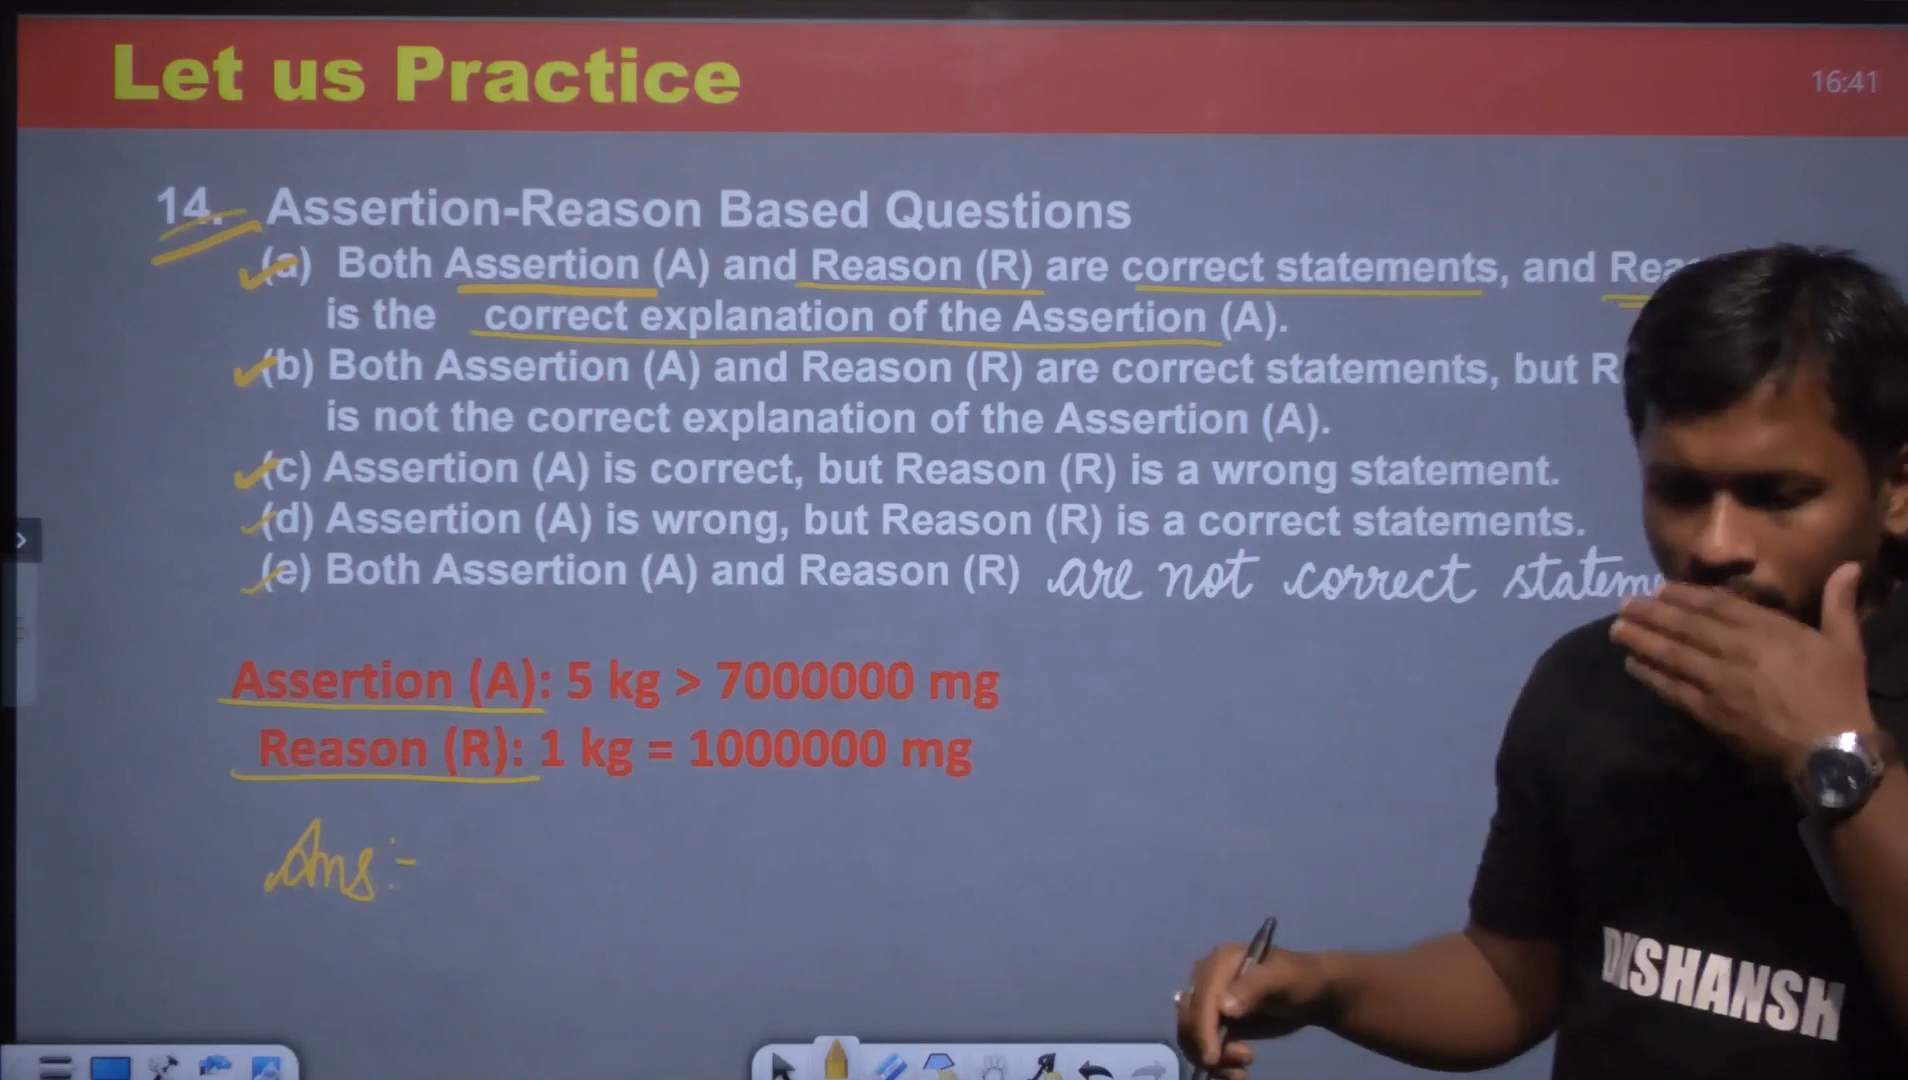 Let us Practice
16:41
14. Assertion-Reason Based Questions
(a) Both Assertion (A) and Reason (R) are correct statements, and
is the correct explanation of the Assertion (A).
(b) Both Assertion (A) and Reason (R) are correct statements, but
is not the correct explanation of the Assertion (A).
(c) Assertion (A) is correct, but Reason (R) is a wrong statement.
(d) Assertion (A) is wrong, but Reason (R) is a correct statements.
(e) Both Assertion (A) and Reason (R) are not correct
Assertion (A): 5 kg > 7000000 mg
Reason (R): 1 kg = 1000000 mg
Ans:-
DISHANSH